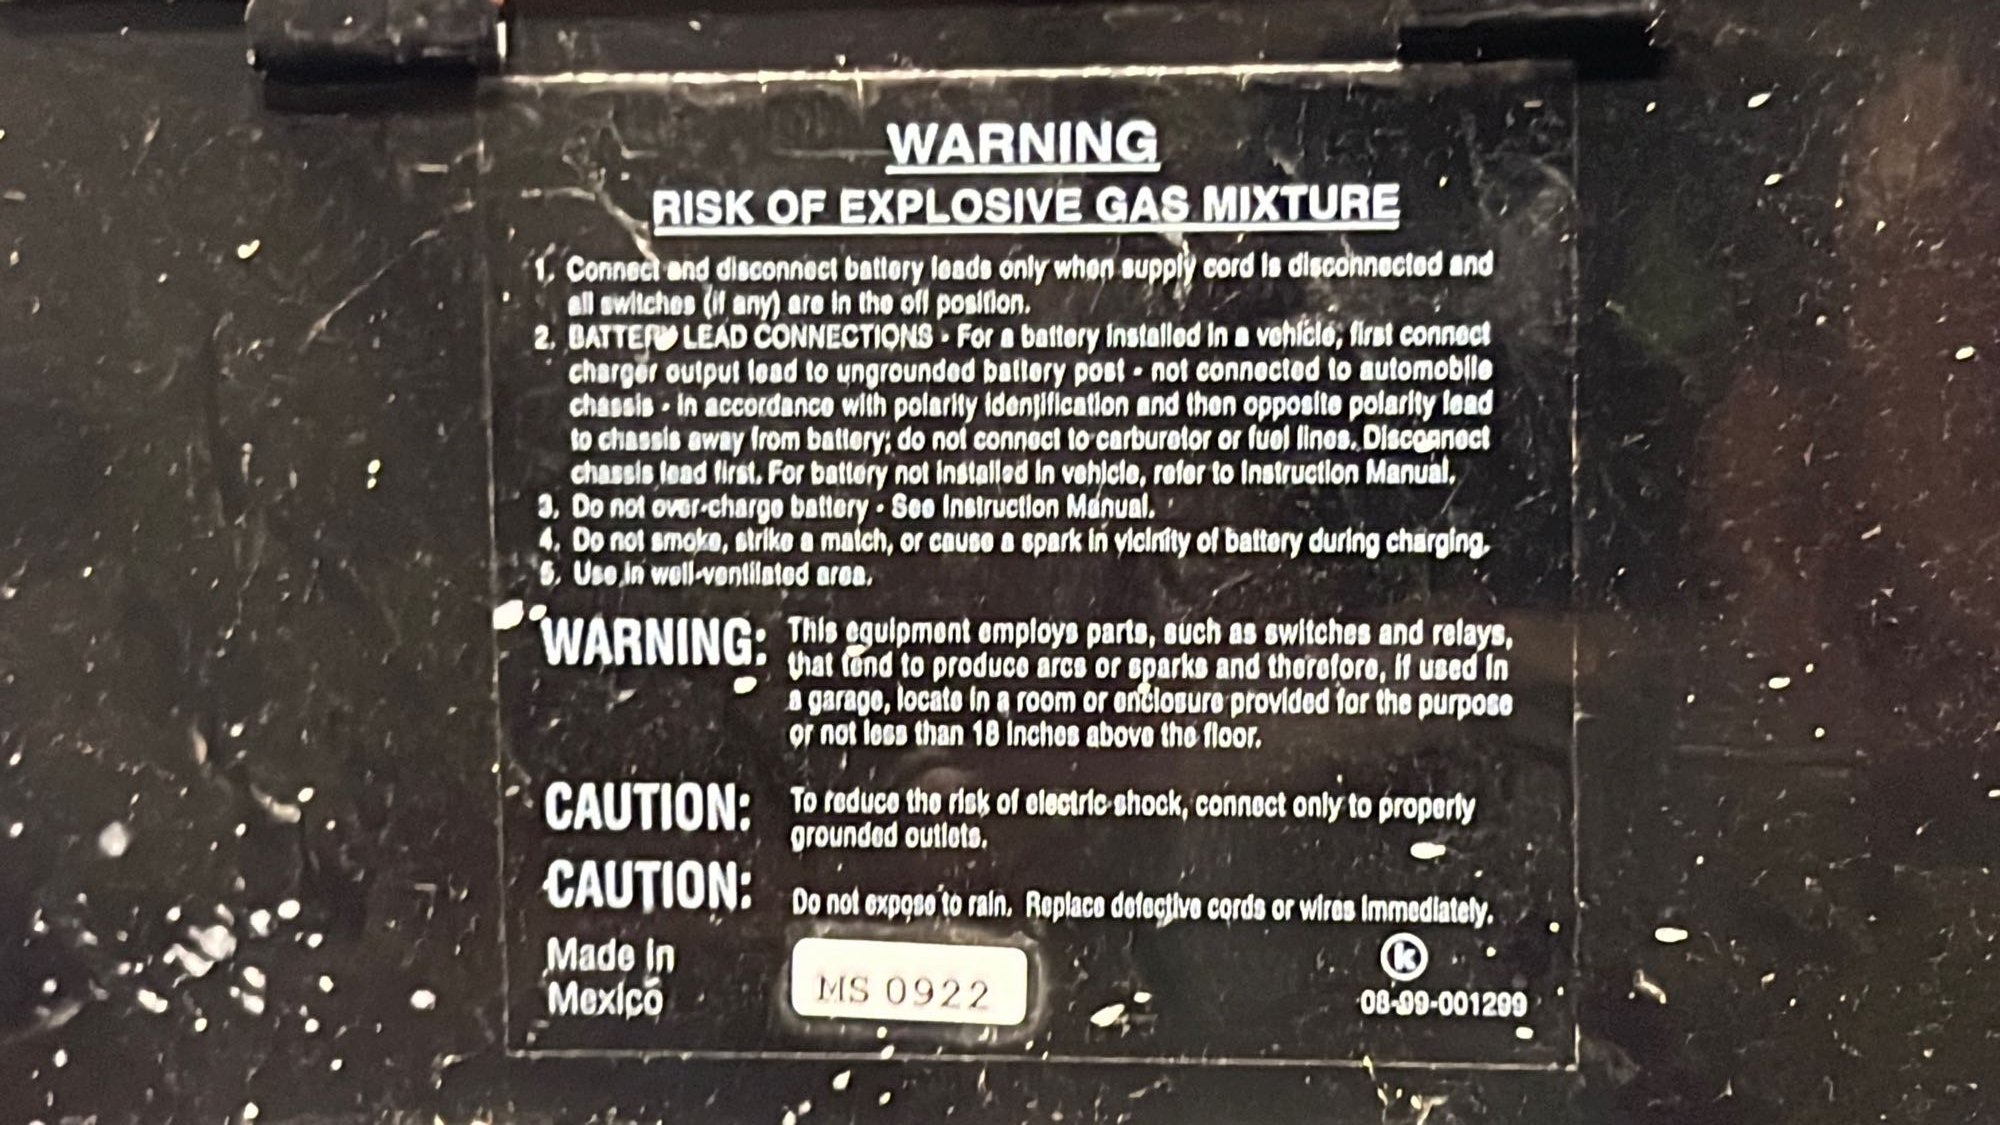 WARNING
RISK OF EXPLOSIVE GAS MIXTURE
1. Connect and disconnect battery leads only when supply cord is disconnected and
all switches (if any) are in the off position.
2. BATTERY LEAD CONNECTIONS - For a battery installed in a vehicle, first connect
charger output lead to ungrounded battery post - not connected to automobile
chassis - in accordance with polarity identification and then opposite polarity lead
to chassis away from battery; do not connect to carburetor or fuel lines. Disconnect
chassis lead first. For battery not installed in vehicle, refer to Instruction Manual.
3. Do not over-charge battery - See Instruction Manual.
4. Do not smoke, strike a match, or cause a spark in vicinity of battery during charging.
5. Use in well-ventilated area.
WARNING: This equipment employs parts, such as switches and relays,
that tend to produce arcs or sparks and therefore, if used in
a garage, locate in a room or enclosure provided for the purpose
or not less than 18 inches above the floor.
CAUTION: To reduce the risk of electric shock, connect only to properly
grounded outlets.
CAUTION: Do not expose to rain. Replace defective cords or wires immediately.
Made in
Mexico
MS 0922
k
08-99-001299